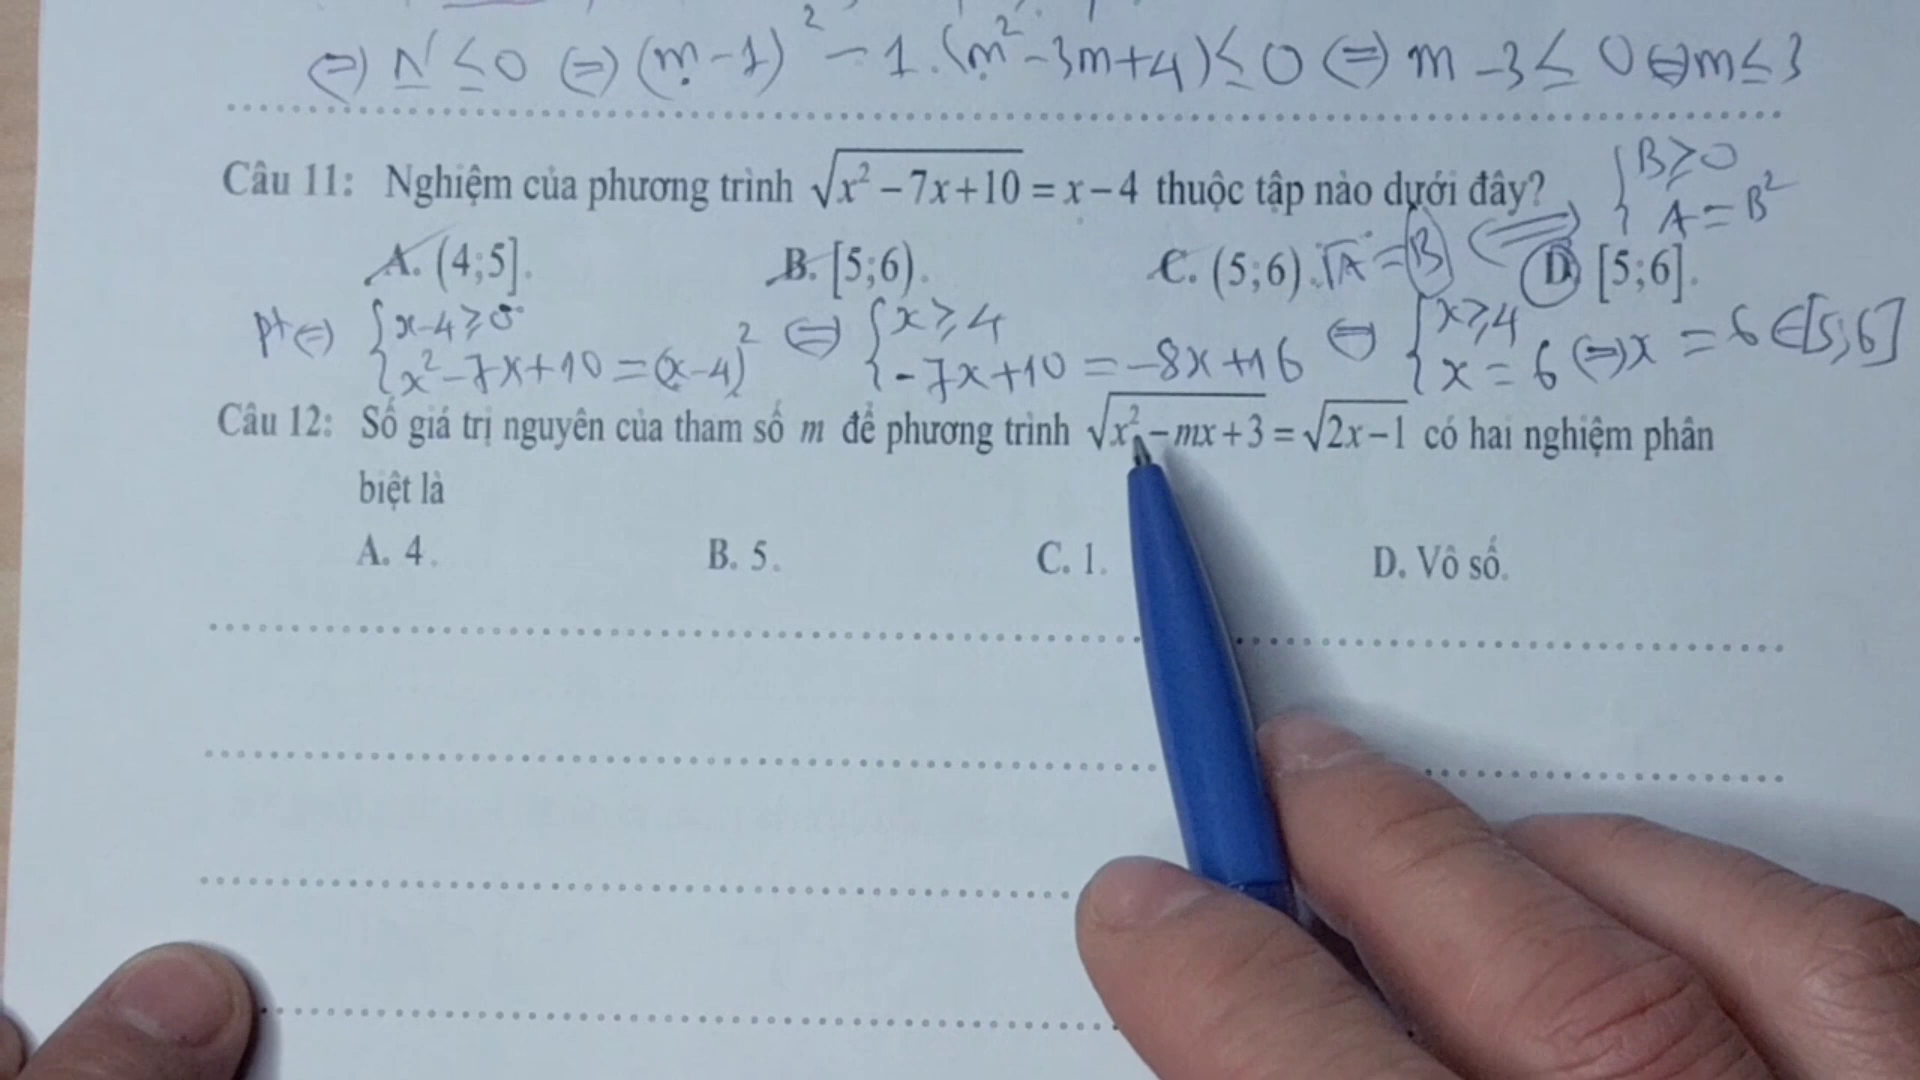 ⇔ Δ' ≤ 0 ⇔ (m-1)² - 1.(m² - 3m + 4) ≤ 0 ⇔ m - 3 ≤ 0 ⇔ m ≤ 3
Câu 11: Nghiệm của phương trình √(x² - 7x + 10) = x - 4 thuộc tập nào dưới đây? { B ≥ 0
A = B²
A. (4;5]. B. [5;6). C. (5;6). √A = B ⇔ D. [5;6].
pt ⇔ { x - 4 ≥ 0 ⇔ { x ≥ 4 ⇔ { x ≥ 4
x² - 7x + 10 = (x - 4)² - 7x + 10 = -8x + 16 x = 6 ⇔ x = 6 ∈ [5;6]
Câu 12: Số giá trị nguyên của tham số m để phương trình √(x² - mx + 3) = √(2x - 1) có hai nghiệm phân
biệt là
A. 4. B. 5. C. 1. D. Vô số.